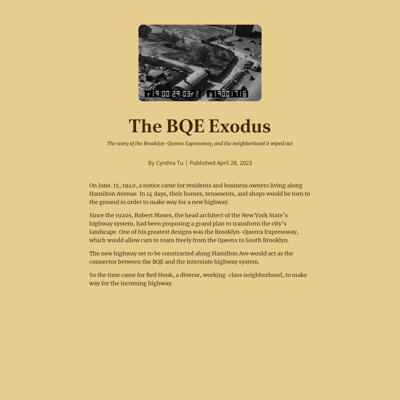 The BQE Exodus
The story of the Brooklyn-Queens Expressway, and the neighborhood it wiped out
By Cynthia Tu | Published April 28, 2023
On June. 15, 1940, a notice came for residents and business owners living along
Hamilton Avenue. In 14 days, their homes, tenaments, and shops would be torn to
the ground in order to make way for a new highway.
Since the 1920s, Robert Moses, the head architect of the New York State's
highway system, had been proposing a grand plan to transform the city's
landscape. One of his greatest designs was the Brooklyn-Queens Expressway,
which would allow cars to roam freely from the Queens to South Brooklyn.
The new highway set to be constructed along Hamilton Ave would act as the
connector between the BQE and the interstate highway system.
So the time came for Red Hook, a diverse, working-class neighborhood, to make
way for the incoming highway.